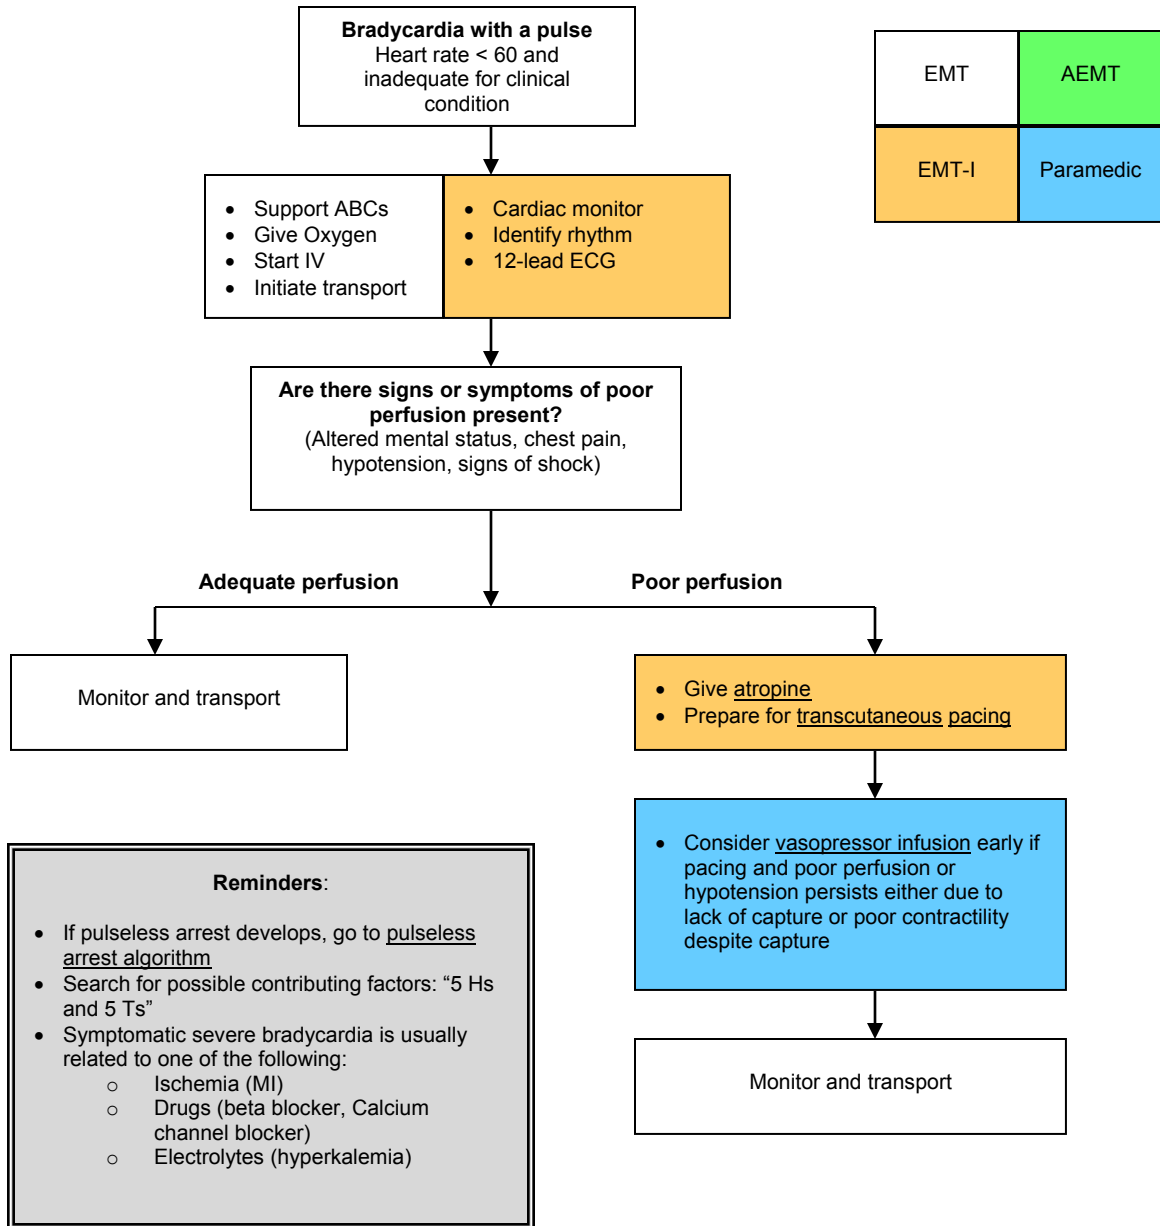 Bradycardia with a pulse
Heart rate < 60 and
inadequate for clinical
condition
EMT
AEMT
EMT-I
Paramedic
• Support ABCs
• Give Oxygen
• Start IV
• Initiate transport
• Cardiac monitor
• Identify rhythm
• 12-lead ECG
Are there signs or symptoms of poor
perfusion present?
(Altered mental status, chest pain,
hypotension, signs of shock)
Adequate perfusion
Poor perfusion
Monitor and transport
• Give atropine
• Prepare for transcutaneous pacing
• Consider vasopressor infusion early if
pacing and poor perfusion or
hypotension persists either due to
lack of capture or poor contractility
despite capture
Monitor and transport
Reminders:
• If pulseless arrest develops, go to pulseless
arrest algorithm
• Search for possible contributing factors: “5 Hs
and 5 Ts”
• Symptomatic severe bradycardia is usually
related to one of the following:
o Ischemia (MI)
o Drugs (beta blocker, Calcium
channel blocker)
o Electrolytes (hyperkalemia)